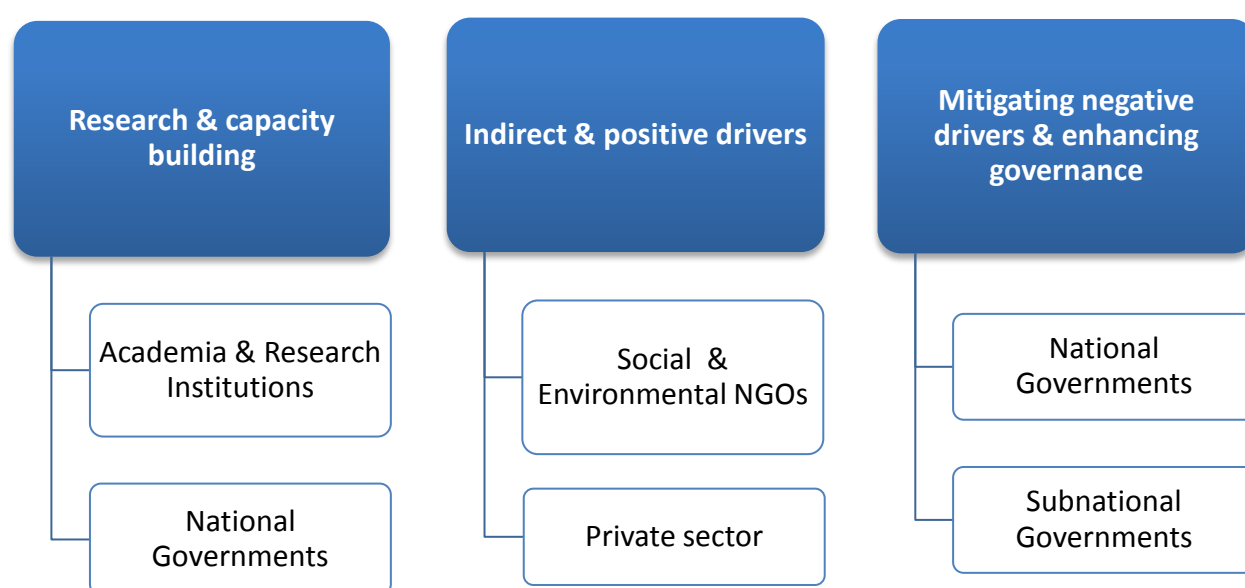 Research & capacity
building
Academia & Research
Institutions
National
Governments
Indirect & positive drivers
Social & 
Environmental NGOs
Private sector
Mitigating negative
drivers & enhancing
governance
National
Governments
Subnational
Governments